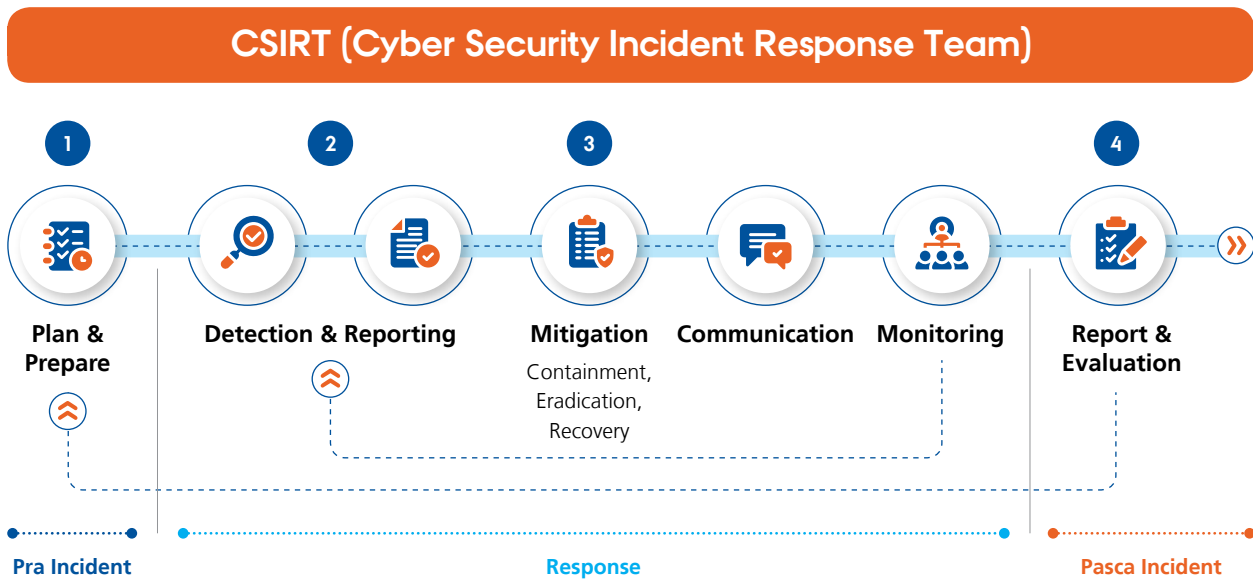 CSIRT (Cyber Security Incident Response Team)
1
2
3
4
Plan &
Prepare
Detection & Reporting
Mitigation
Containment,
Eradication,
Recovery
Communication
Monitoring
Report &
Evaluation
Pra Incident
Response
Pasca Incident